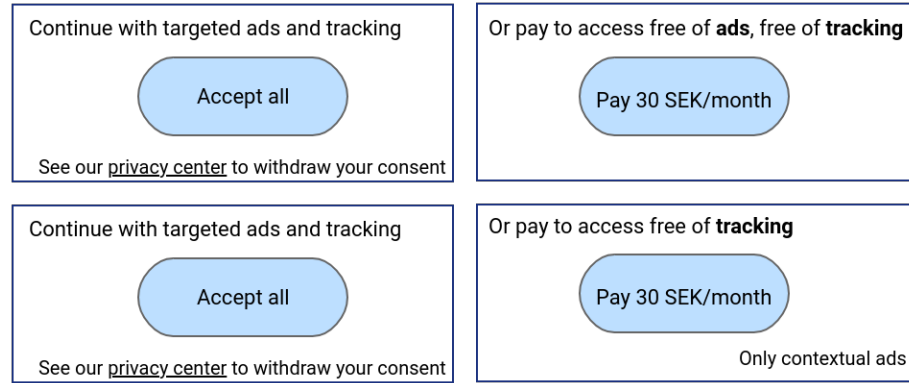 Continue with targeted ads and tracking
Accept all
See our privacy center to withdraw your consent
Or pay to access free of ads, free of tracking
Pay 30 SEK/month
Continue with targeted ads and tracking
Accept all
See our privacy center to withdraw your consent
Or pay to access free of tracking
Pay 30 SEK/month
Only contextual ads